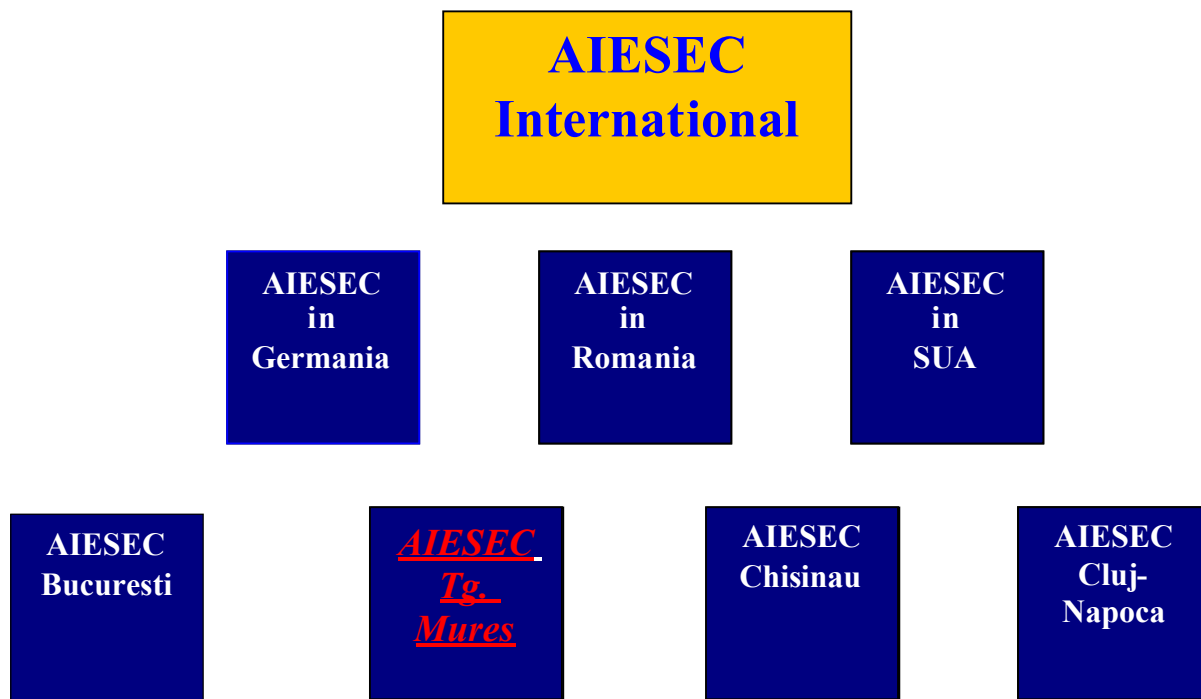 AIESEC
International
AIESEC
in
Germania
AIESEC
in
Romania
AIESEC
in
SUA
AIESEC
Bucuresti
AIESEC
Tg.
Mures
AIESEC
Chisinau
AIESEC
Cluj-
Napoca